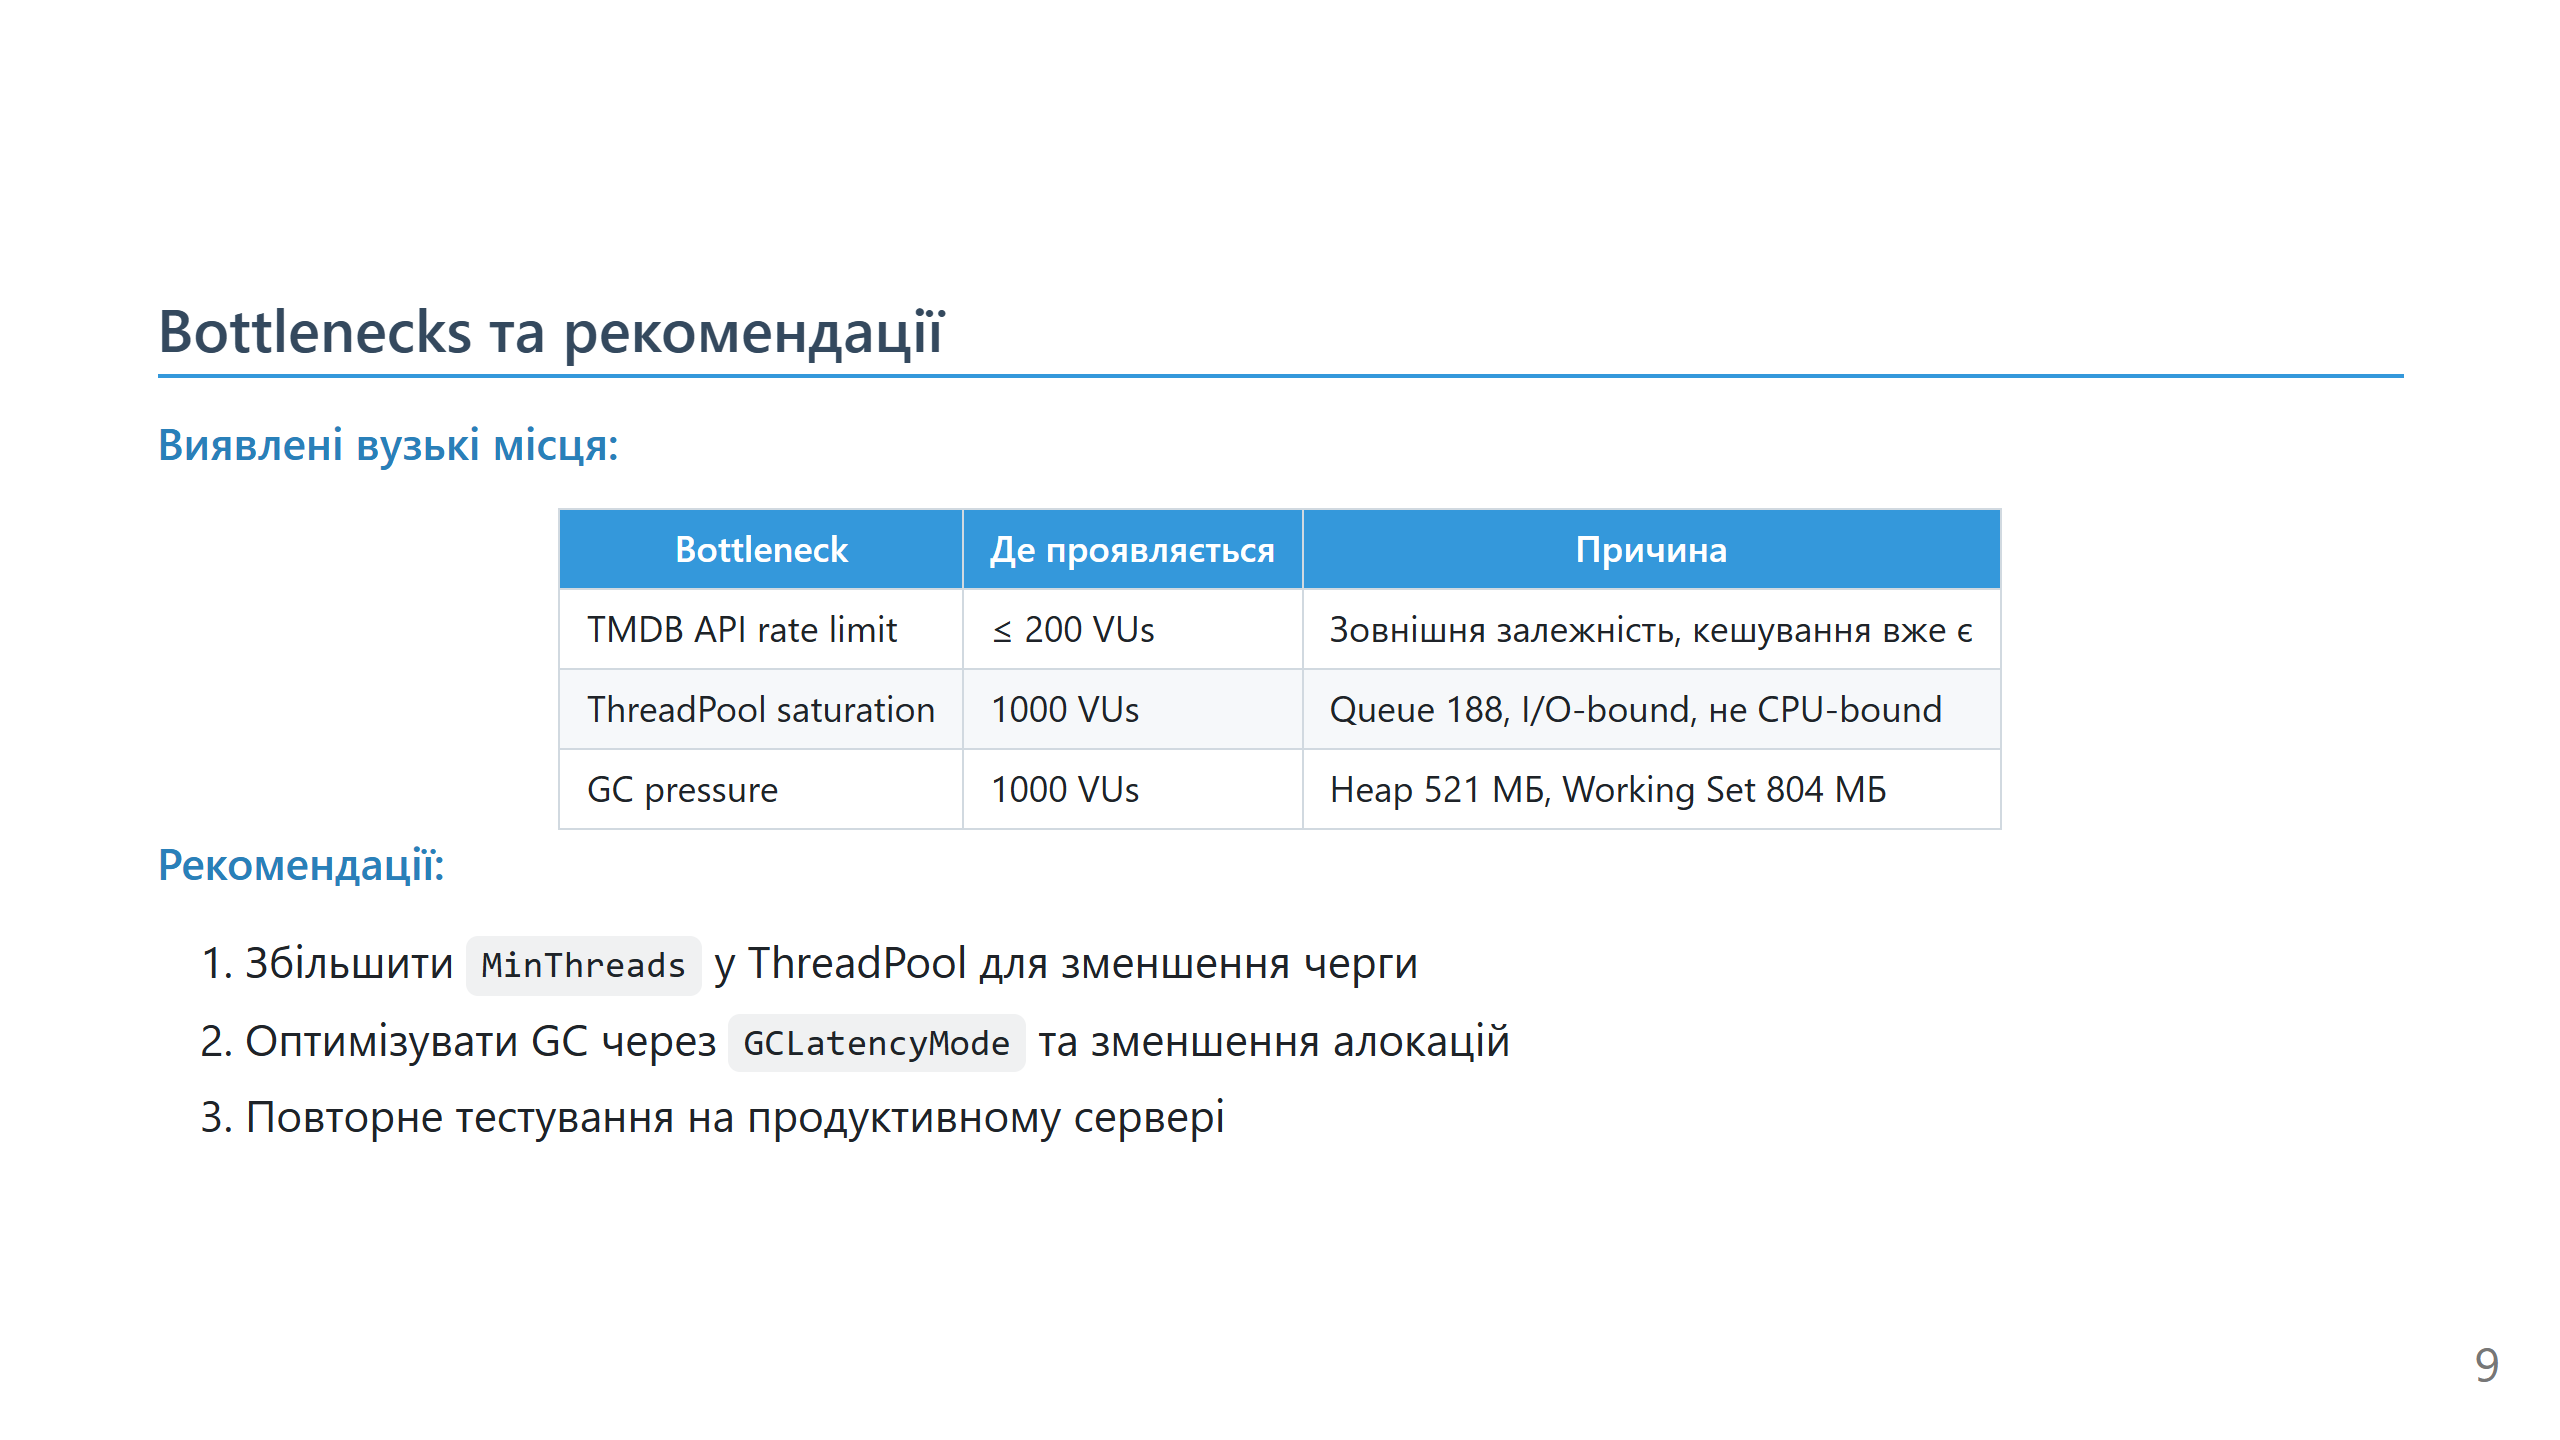 Bottlenecks та рекомендації
Виявлені вузькі місця:
Bottleneck Де проявляється Причина
TMDB API rate limit ≤ 200 VUs Зовнішня залежність, кешування вже є
ThreadPool saturation 1000 VUs Queue 188, I/O-bound, не CPU-bound
GC pressure 1000 VUs Heap 521 МБ, Working Set 804 МБ
Рекомендації:
1. Збільшити MinThreads у ThreadPool для зменшення черги
2. Оптимізувати GC через GCLatencyMode та зменшення алокацій
3. Повторне тестування на продуктивному сервері
9